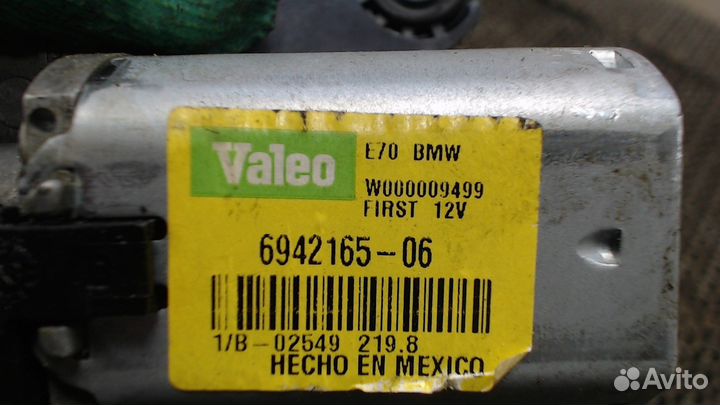 Valeo
E70 BMW
W000009499
FIRST 12V
6942165-06
1/B-02549 219.8
HECHO EN MEXICO
Avito